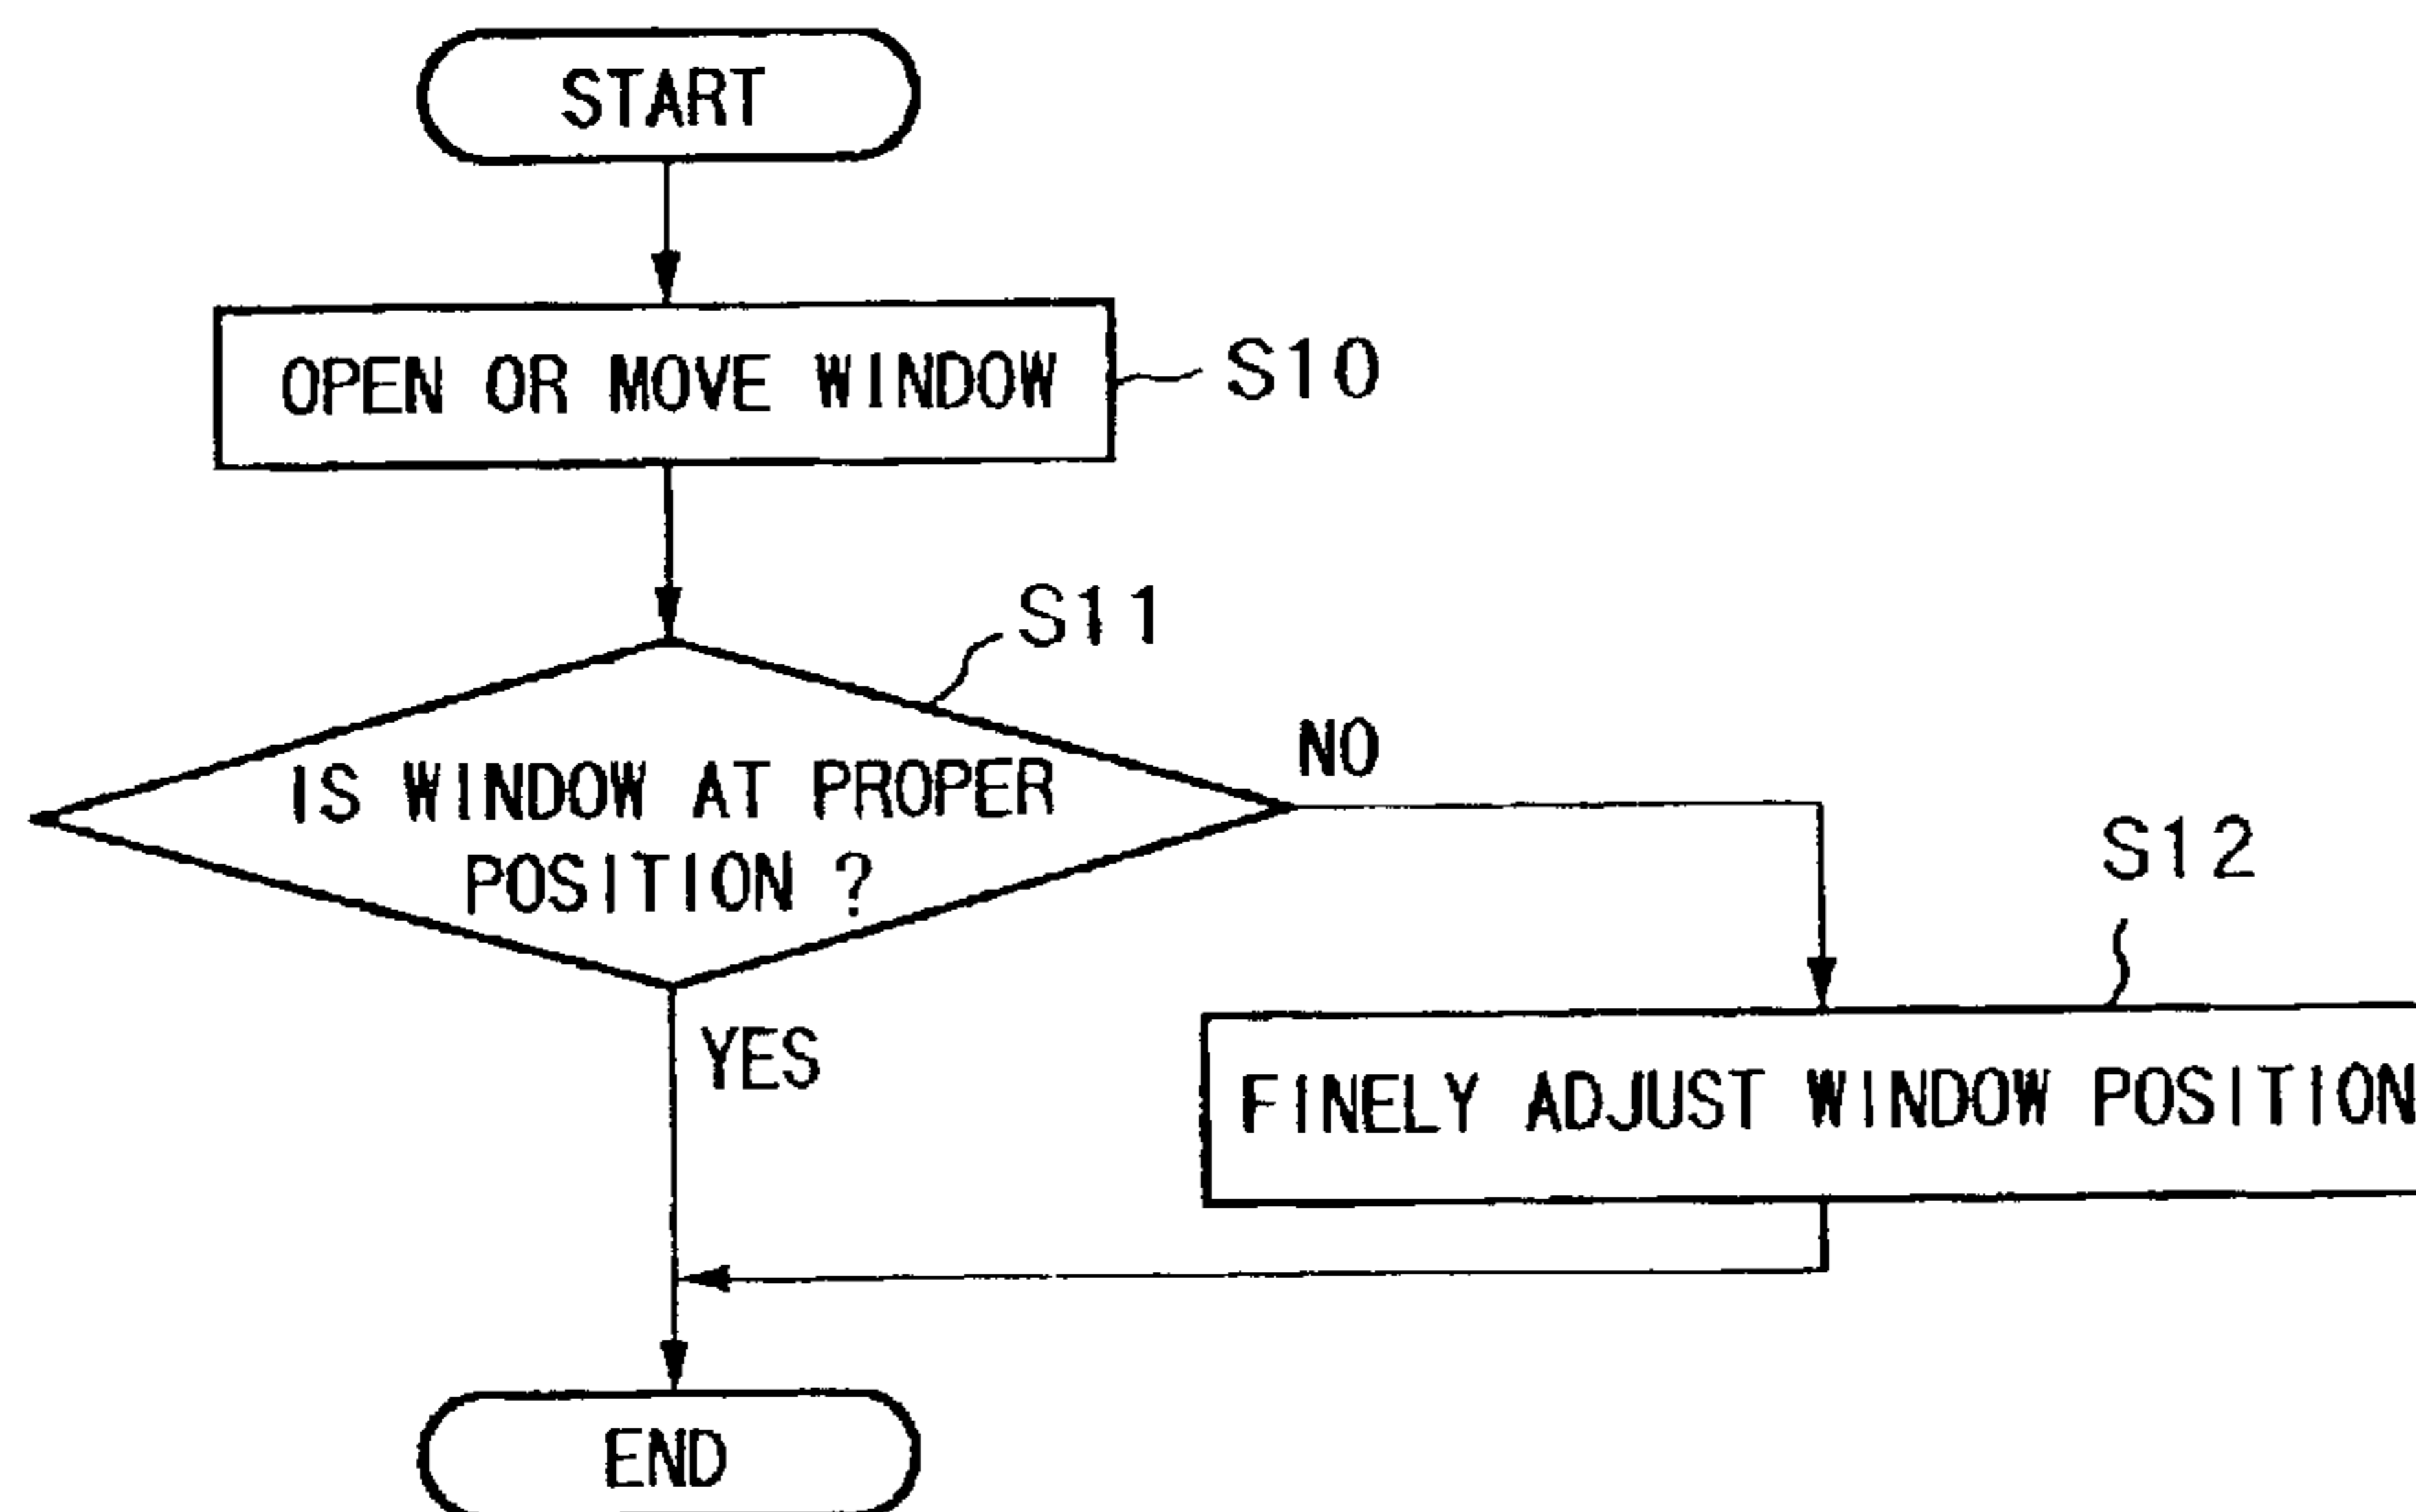 START
OPEN OR MOVE WINDOW
S10
S11
IS WINDOW AT PROPER
POSITION ?
NO
S12
YES
FINELY ADJUST WINDOW POSITION
END